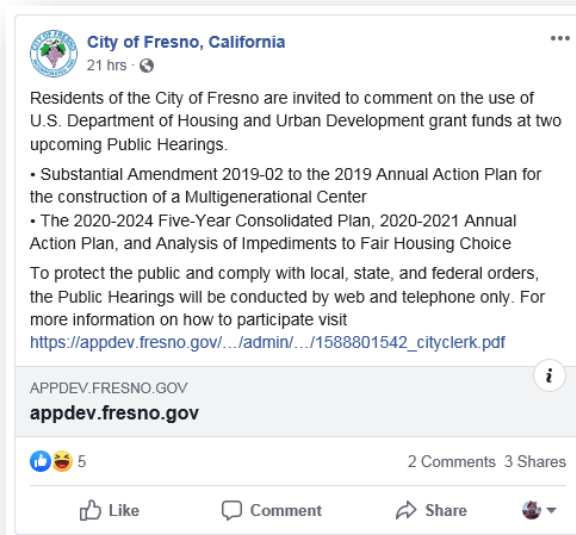 City of Fresno, California
21 hrs ·
Residents of the City of Fresno are invited to comment on the use of
U.S. Department of Housing and Urban Development grant funds at two
upcoming Public Hearings.
• Substantial Amendment 2019-02 to the 2019 Annual Action Plan for
the construction of a Multigenerational Center
• The 2020-2024 Five-Year Consolidated Plan, 2020-2021 Annual
Action Plan, and Analysis of Impediments to Fair Housing Choice
To protect the public and comply with local, state, and federal orders,
the Public Hearings will be conducted by web and telephone only. For
more information on how to participate visit
https://appdev.fresno.gov/.../admin/.../1588801542_cityclerk.pdf
APPDEV.FRESNO.GOV
appdev.fresno.gov
5 2 Comments 3 Shares
Like Comment Share